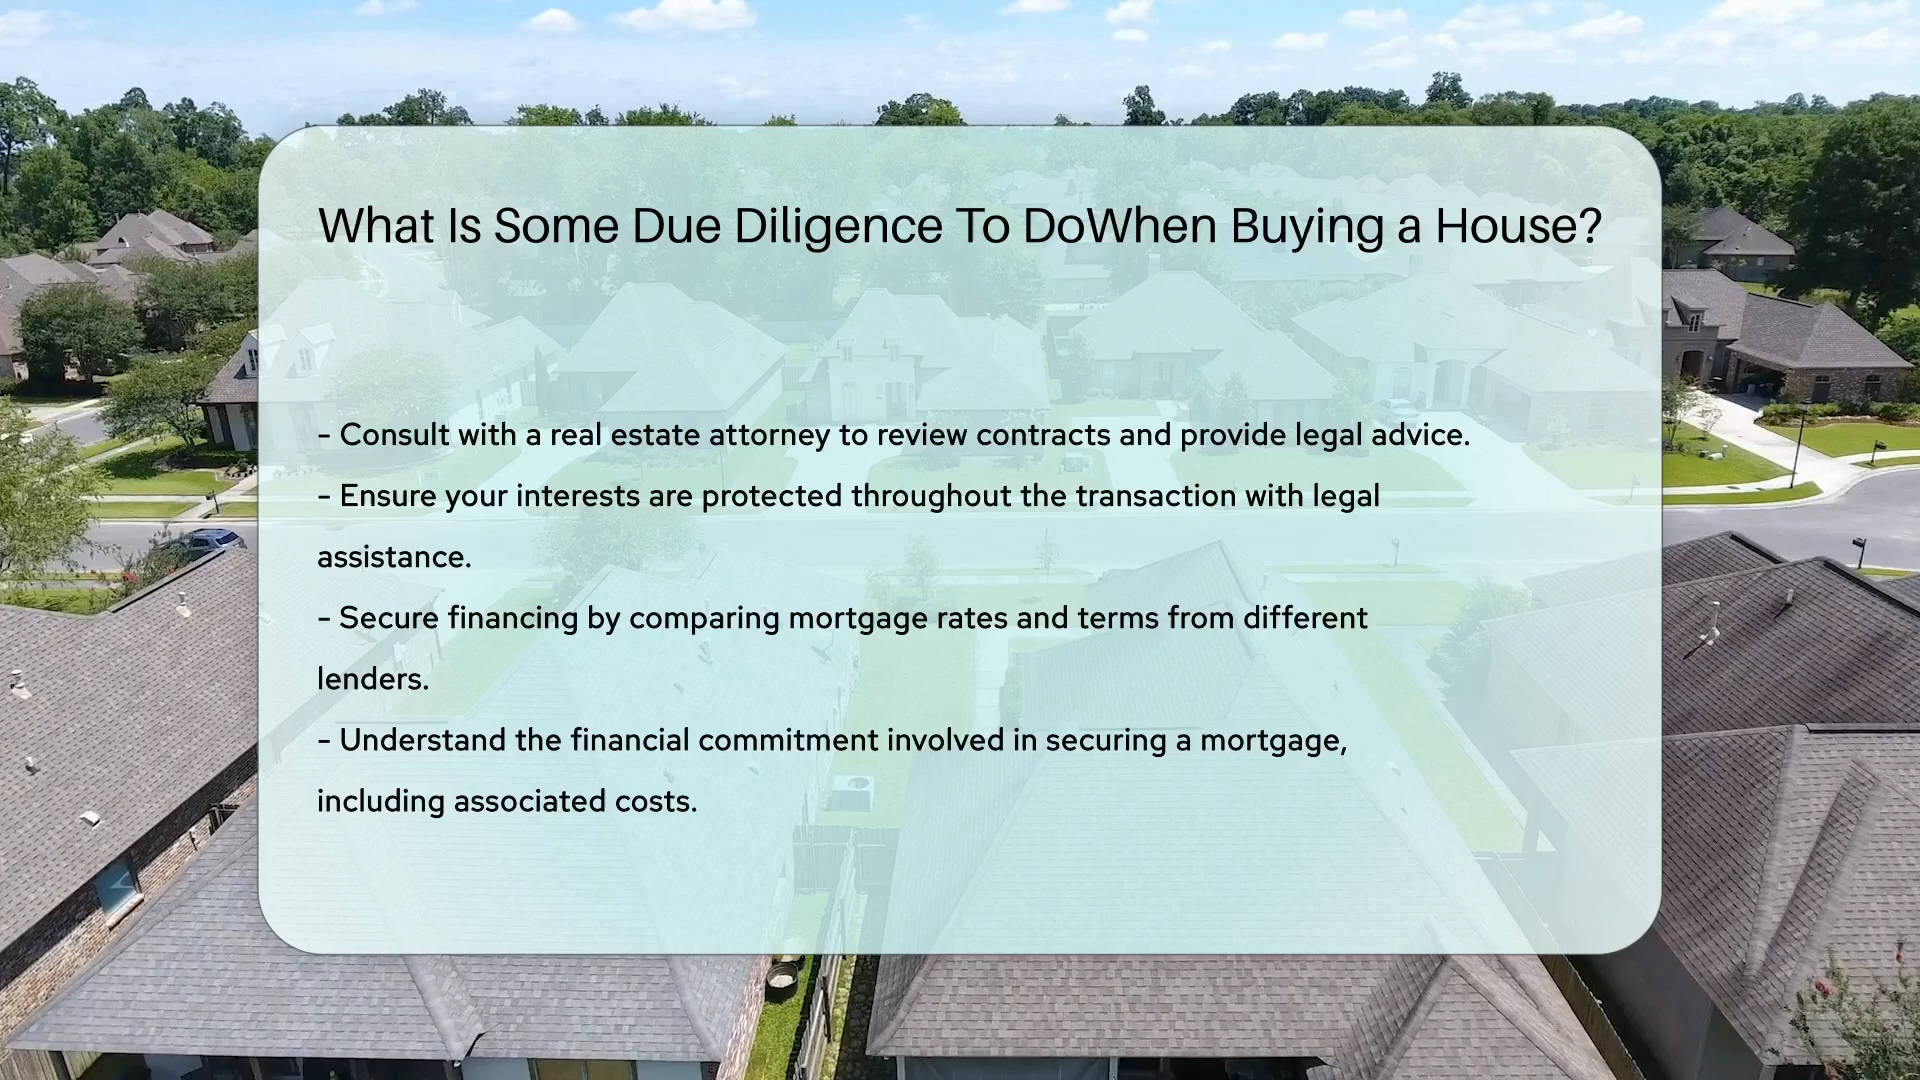 What Is Some Due Diligence To DoWhen Buying a House?
- Consult with a real estate attorney to review contracts and provide legal advice.
- Ensure your interests are protected throughout the transaction with legal
assistance.
- Secure financing by comparing mortgage rates and terms from different
lenders.
- Understand the financial commitment involved in securing a mortgage,
including associated costs.